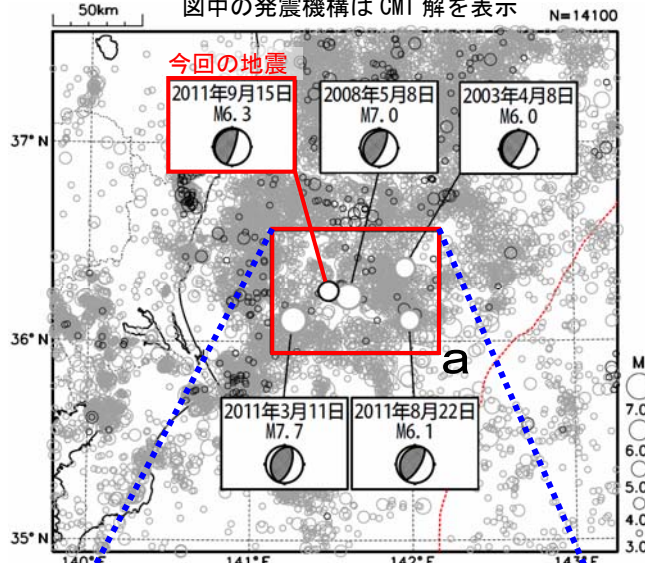 図中の発震機構は CMT 解を表示
50km
N=14100
今回の地震
2011年9月15日
M6.3
2008年5月8日
M7.0
2003年4月8日
M6.0
37°N
36°N
a
M
7.0
2011年3月11日
M7.7
2011年8月22日
M6.1
6.0
5.0
4.0
3.0
35°N
140°E
141°E
142°E
143°E